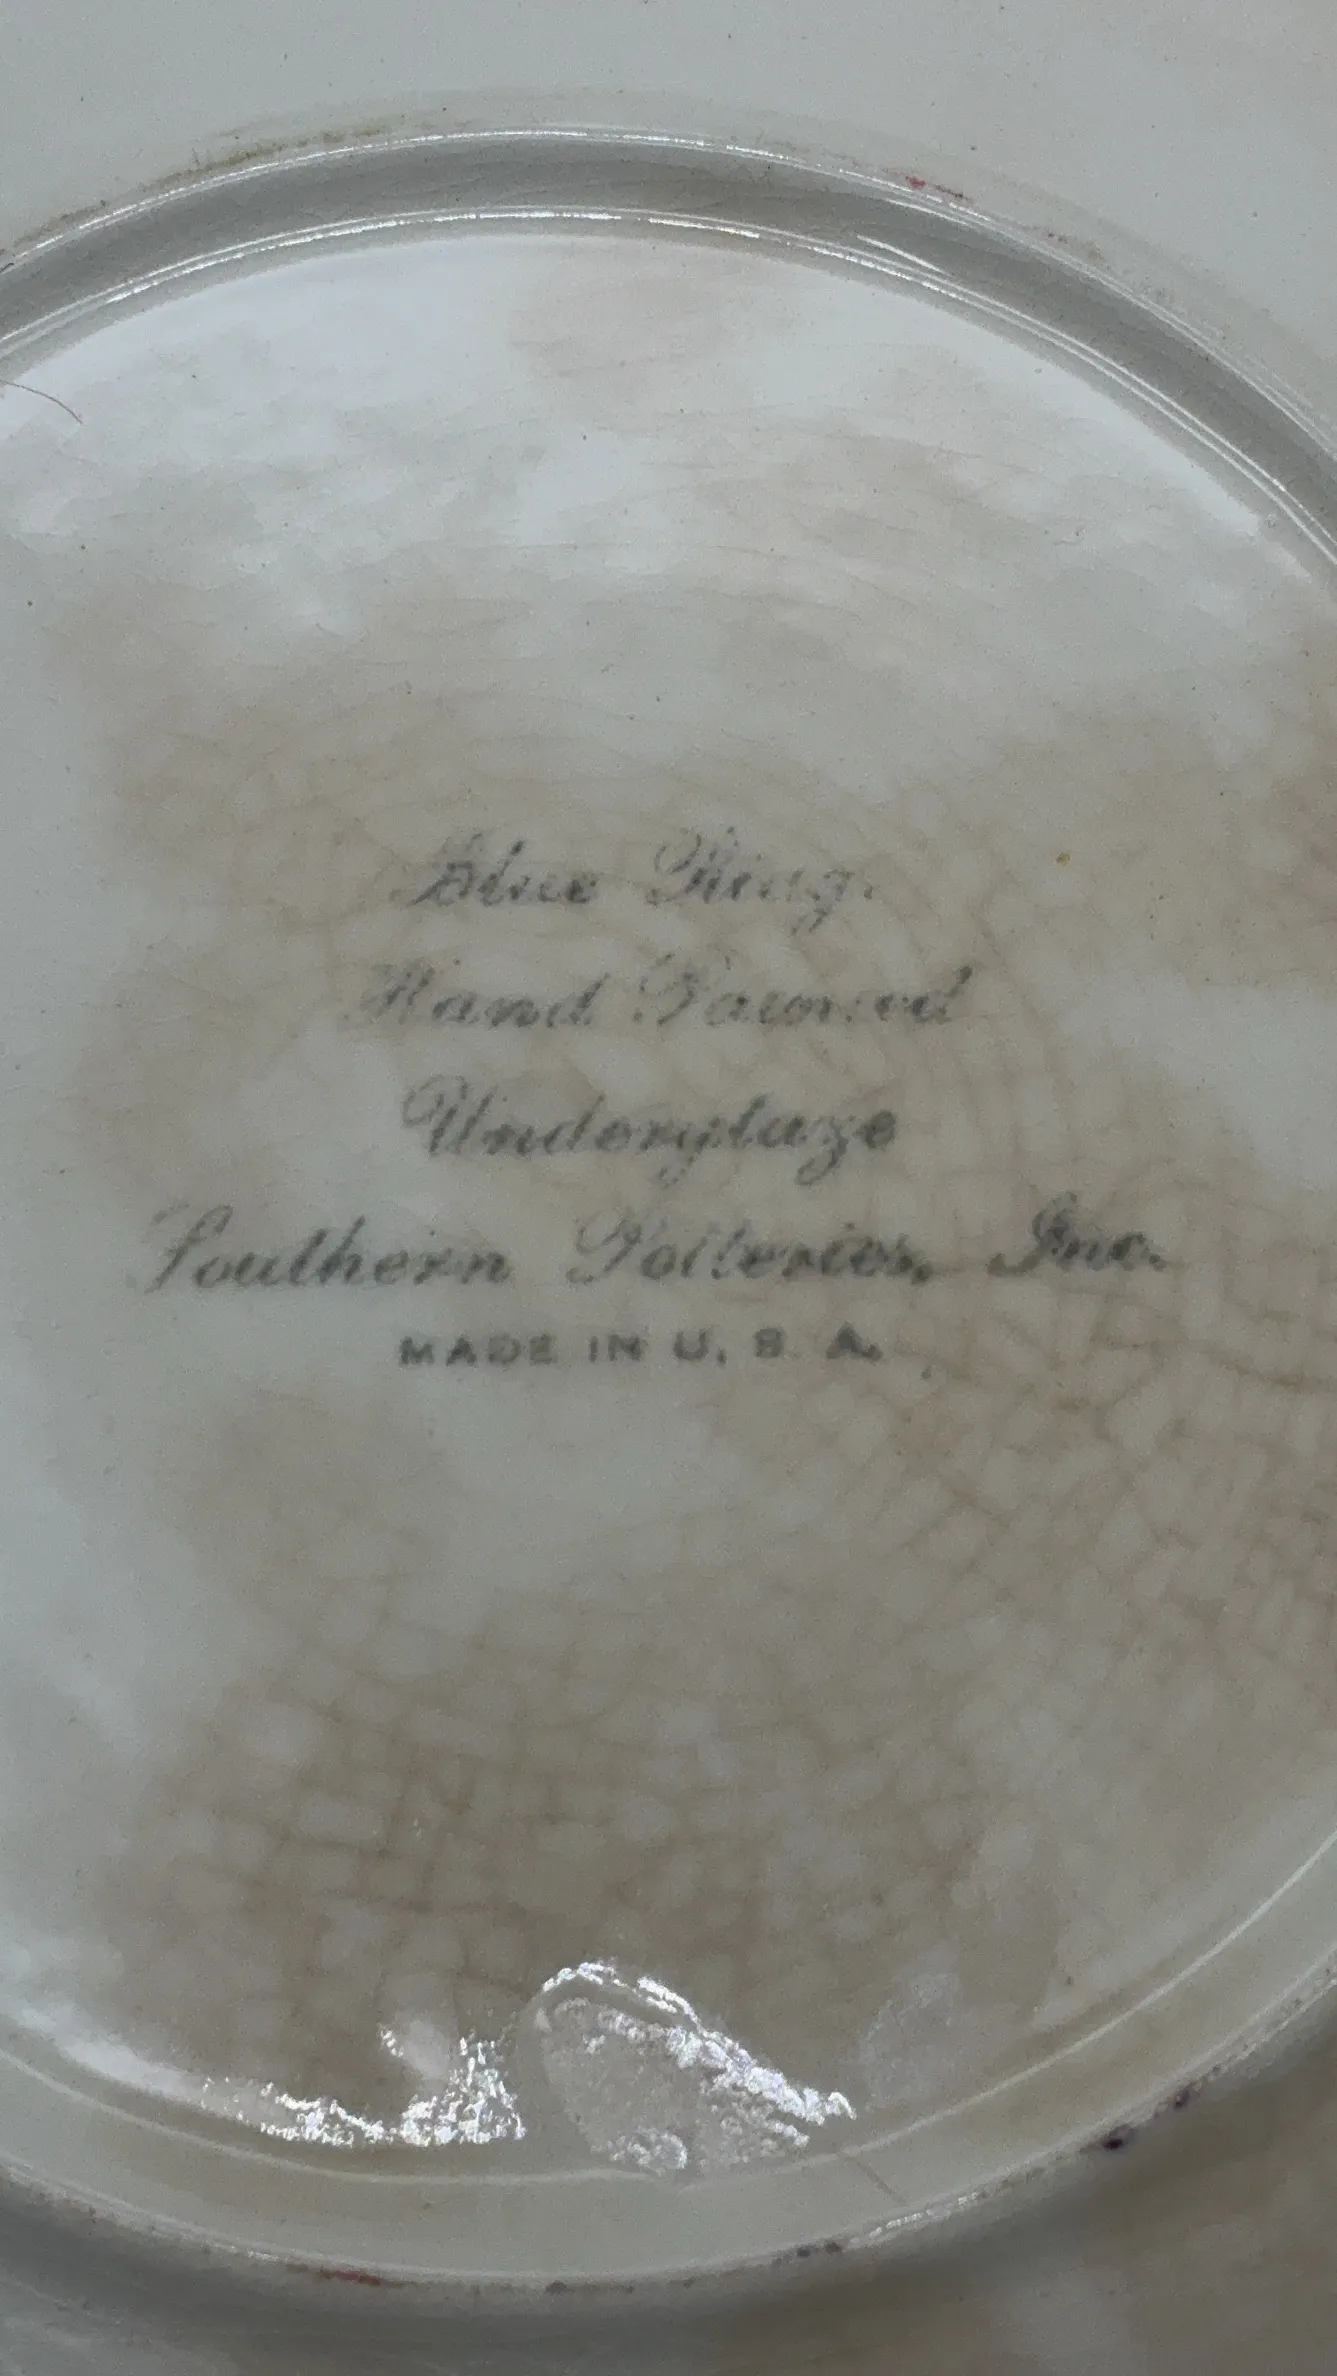 Blue Ridge
Hand Painted
Underglaze
Southern Potteries, Inc.
MADE IN U. S. A.